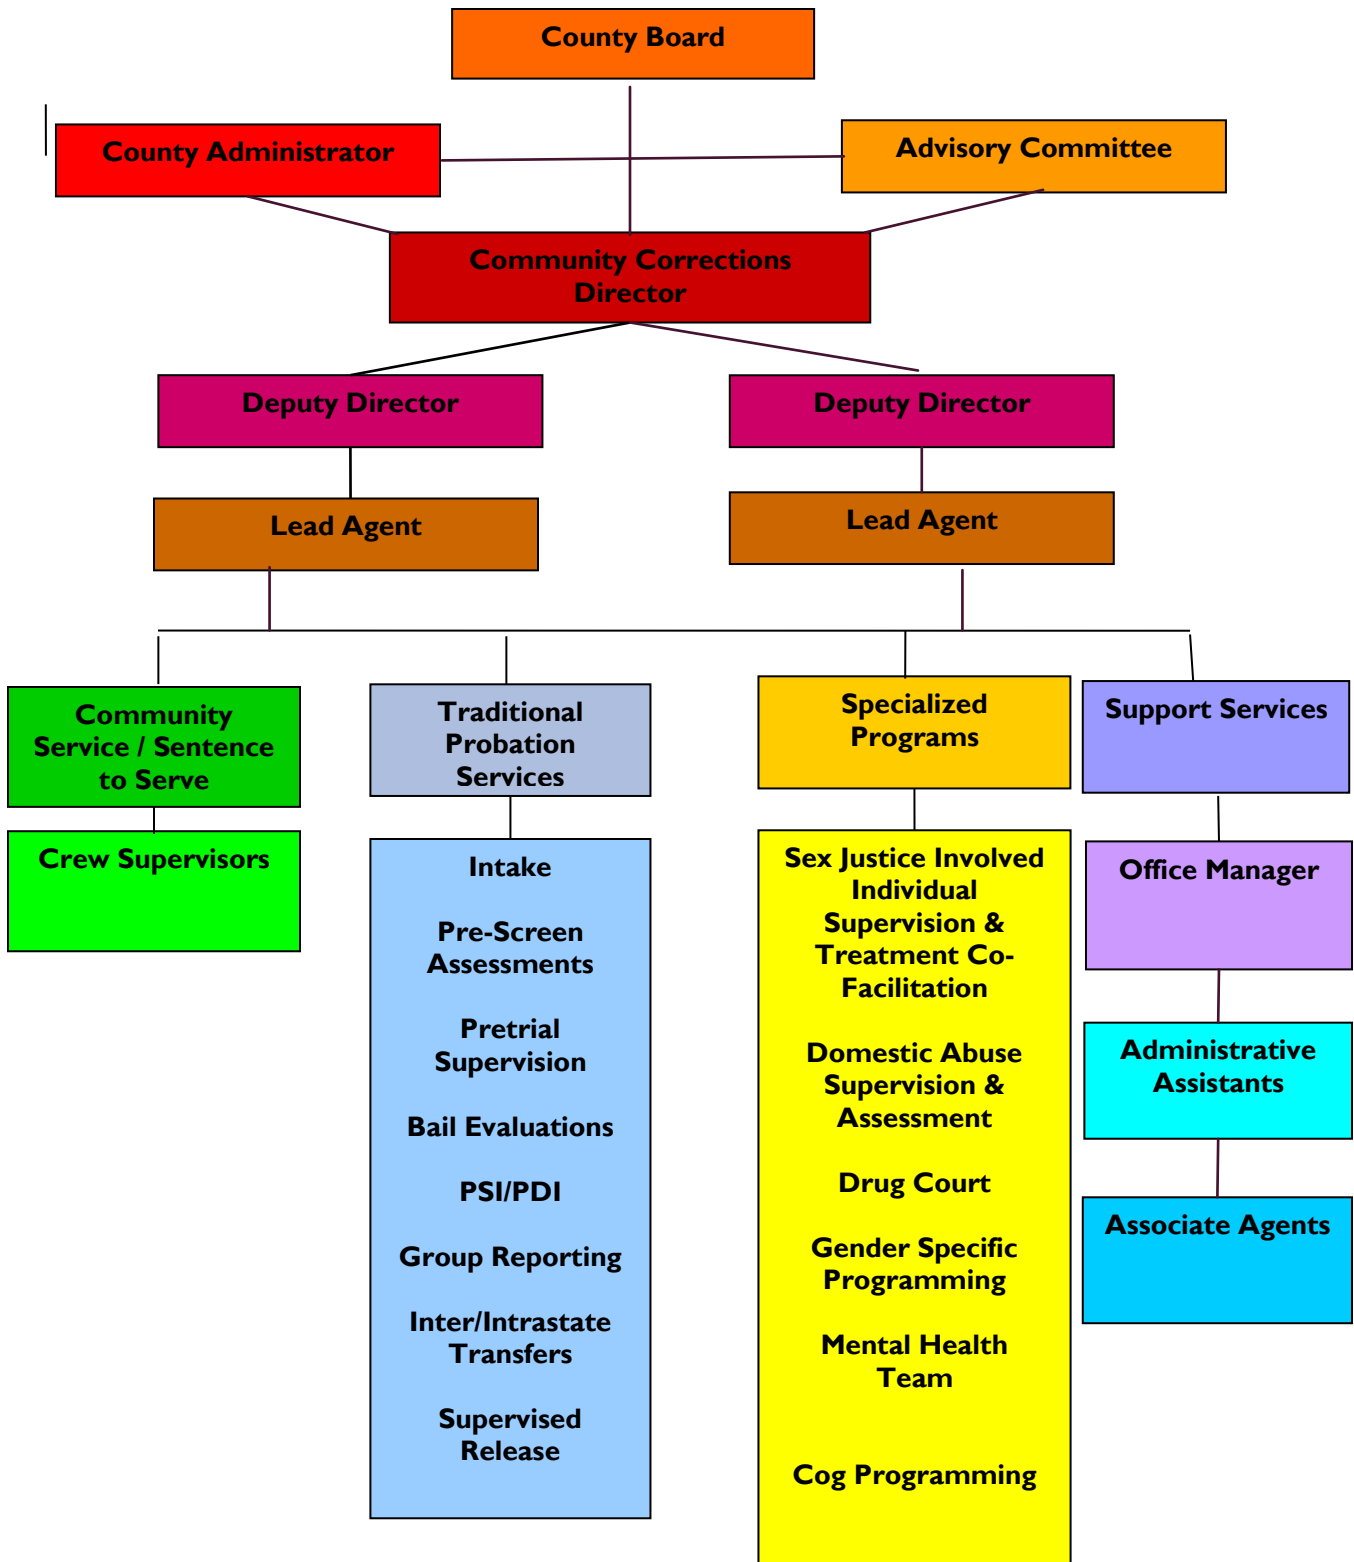 County Board
County Administrator
Advisory Committee
Community Corrections
Director
Deputy Director
Deputy Director
Lead Agent
Lead Agent
Community
Service / Sentence
to Serve
Crew Supervisors
Traditional
Probation
Services
Intake
Pre-Screen
Assessments
Pretrial
Supervision
Bail Evaluations
PSI/PDI
Group Reporting
Inter/Intrastate
Transfers
Supervised
Release
Specialized
Programs
Sex Justice Involved
Individual
Supervision &
Treatment Co-
Facilitation
Domestic Abuse
Supervision &
Assessment
Drug Court
Gender Specific
Programming
Mental Health
Team
Cog Programming
Support Services
Office Manager
Administrative
Assistants
Associate Agents